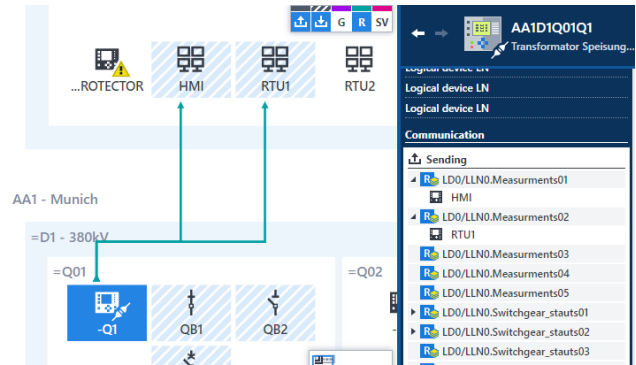 G R SV
...ROTECTOR
HMI
RTU1
RTU2
AA1 - Munich
=D1 - 380kV
=Q01
=Q02
-Q1
QB1
QB2
AA1D1Q01Q1
Transformator Speisung...
Logical device LN
Logical device LN
Logical device LN
Communication
Sending
R LD0/LLN0.Measurments01
HMI
R LD0/LLN0.Measurments02
RTU1
R LD0/LLN0.Measurments03
R LD0/LLN0.Measurments04
R LD0/LLN0.Measurments05
R LD0/LLN0.Switchgear_stauts01
R LD0/LLN0.Switchgear_stauts02
R LD0/LLN0.Switchgear_stauts03